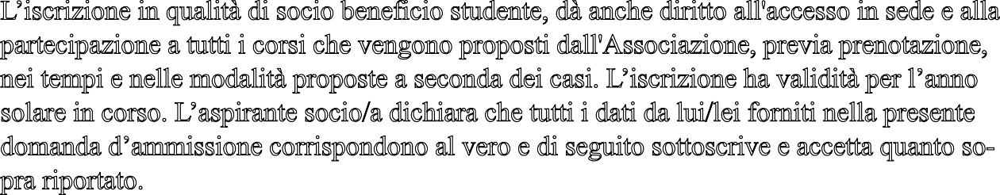 L’iscrizione in qualità di socio beneficio studente, dà anche diritto all'accesso in sede e alla
partecipazione a tutti i corsi che vengono proposti dall'Associazione, previa prenotazione,
nei tempi e nelle modalità proposte a seconda dei casi. L’iscrizione ha validità per l’anno
solare in corso. L’aspirante socio/a dichiara che tutti i dati da lui/lei forniti nella presente
domanda d’ammissione corrispondono al vero e di seguito sottoscrive e accetta quanto so-
pra riportato.